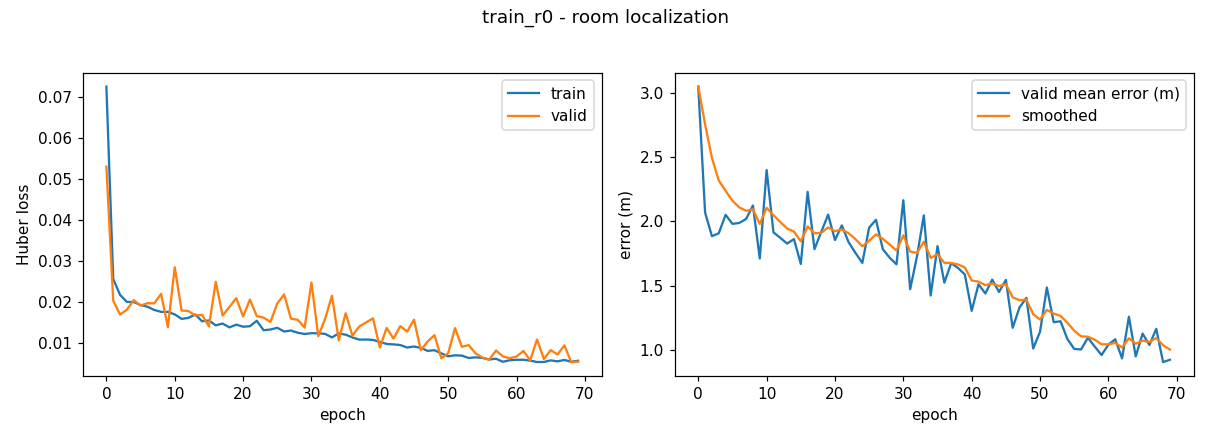 train_r0 - room localization
Huber loss
0.07
0.06
0.05
0.04
0.03
0.02
0.01
0 10 20 30 40 50 60 70
epoch
train
valid
error (m)
3.0
2.5
2.0
1.5
1.0
0 10 20 30 40 50 60 70
epoch
valid mean error (m)
smoothed